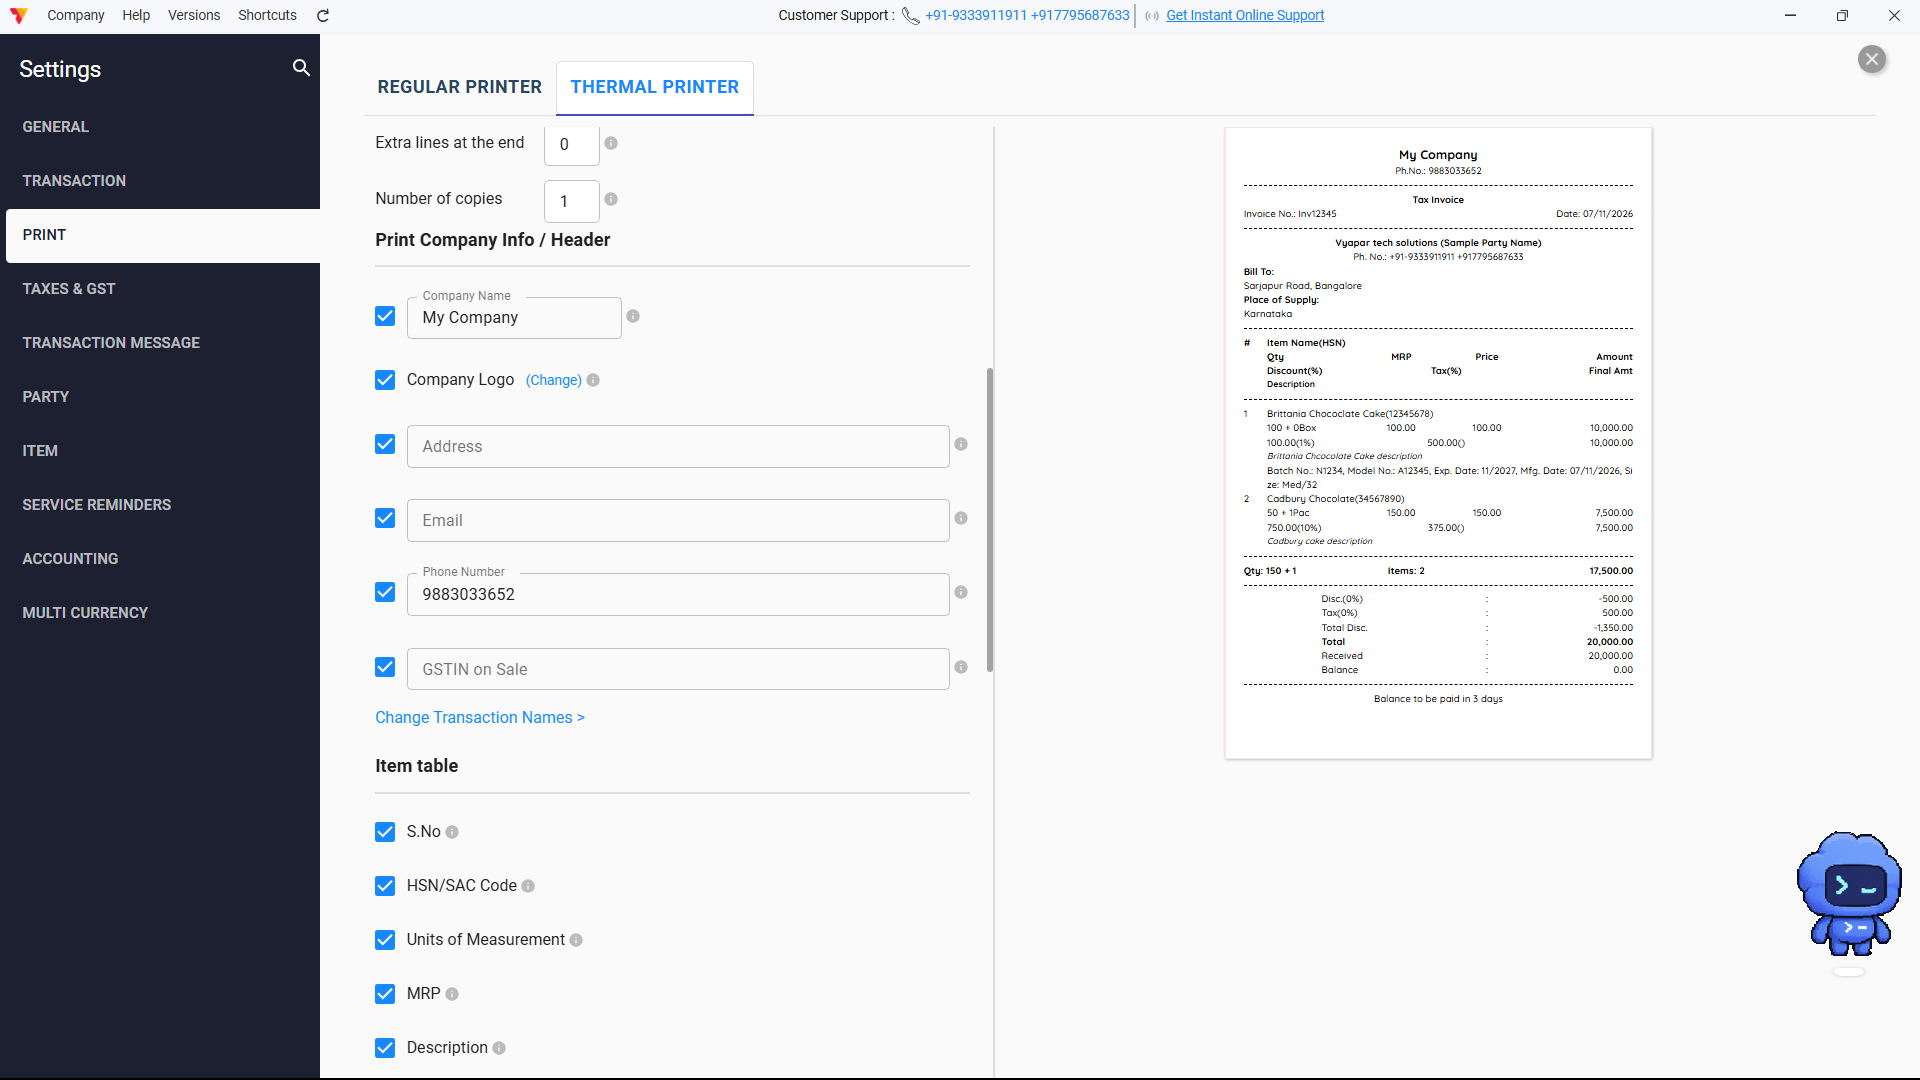 Company Help Versions Shortcuts
Customer Support : +91-9333911911 +917795687633 Get Instant Online Support
Settings
GENERAL
TRANSACTION
PRINT
TAXES & GST
TRANSACTION MESSAGE
PARTY
ITEM
SERVICE REMINDERS
ACCOUNTING
MULTI CURRENCY
REGULAR PRINTER THERMAL PRINTER
Extra lines at the end 0
Number of copies 1
Print Company Info / Header
Company Name
My Company
Company Logo (Change)
Address
Email
Phone Number
9883033652
GSTIN on Sale
Change Transaction Names >
Item table
S.No
HSN/SAC Code
Units of Measurement
MRP
Description
My Company
Ph.No.: 9883033652
Tax Invoice
Invoice No.: Inv12345 Date: 07/11/2026
Vyapar tech solutions (Sample Party Name)
Ph. No.: +91-9333911911 +917795687633
Bill To:
Sarjapur Road, Bangalore
Place of Supply:
Karnataka
# Item Name(HSN)
Qty MRP Price Amount
Discount(%) Tax(%) Final Amt
Description
1 Brittania Chococlate Cake(12345678)
100 + 0Box 100.00 100.00 10,000.00
100.00(1%) 500.00() 10,000.00
Brittania Chcocolate Cake description
Batch No.: N1234, Model No.: A12345, Exp. Date: 11/2027, Mfg. Date: 07/11/2026, Si
ze: Med/32
2 Cadbury Chocolate(34567890)
50 + 1Pac 150.00 150.00 7,500.00
750.00(10%) 375.00() 7,500.00
Cadbury cake description
Qty: 150 + 1 Items: 2 17,500.00
Disc.(0%) : -500.00
Tax(0%) : 500.00
Total Disc. : -1,350.00
Total : 20,000.00
Received : 20,000.00
Balance : 0.00
Balance to be paid in 3 days